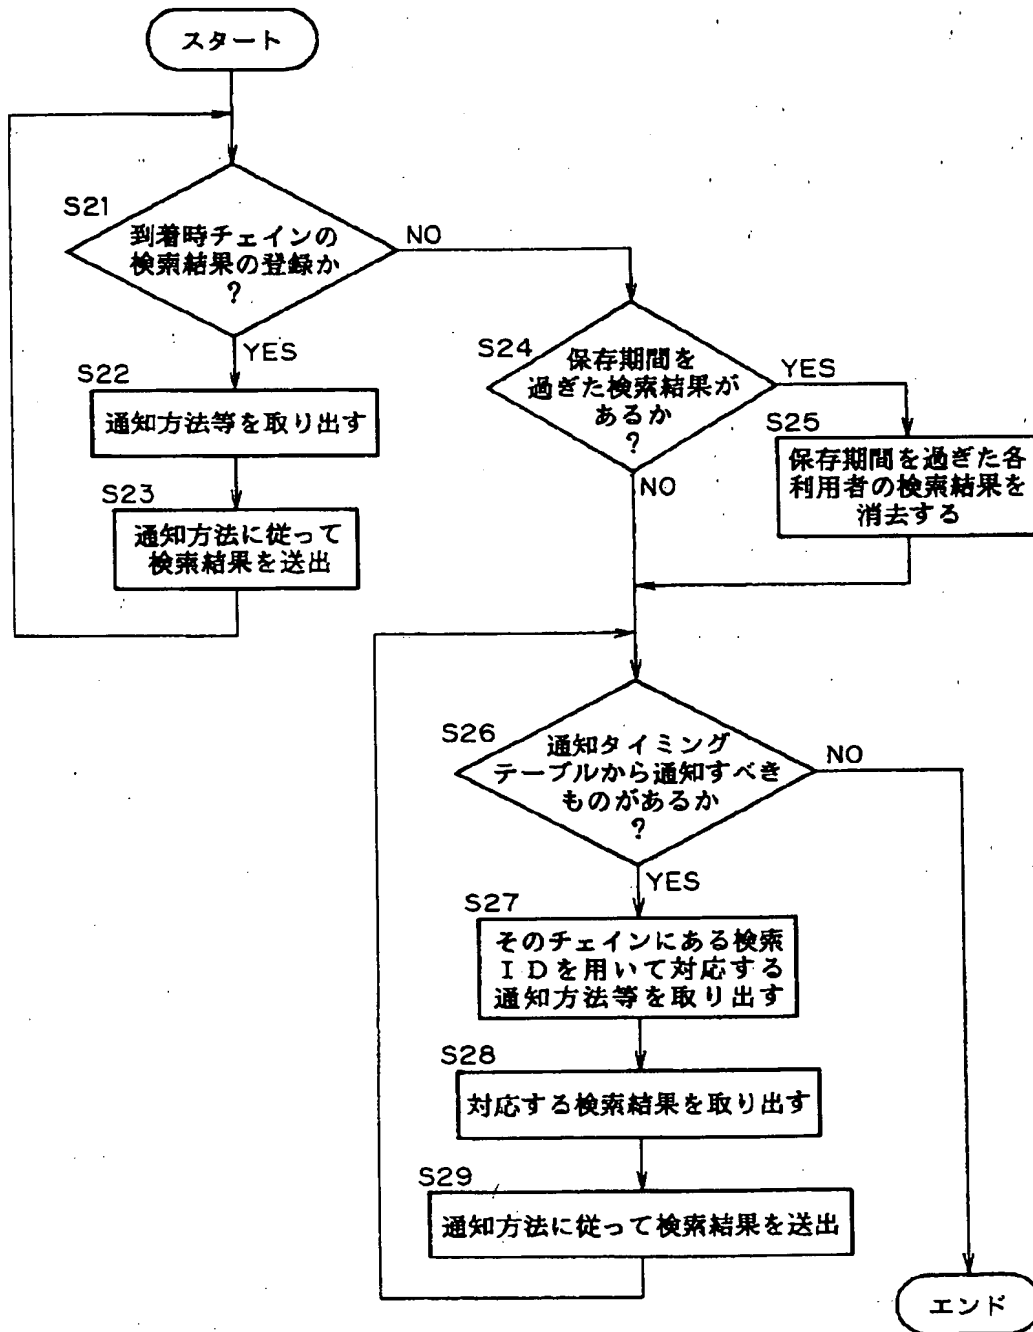 スタート
S21
到着時チェインの
検索結果の登録か
?
NO
YES
S22
通知方法等を取り出す
S23
通知方法に従って
検索結果を送出
S24
保存期間を
過ぎた検索結果が
あるか
?
YES
NO
S25
保存期間を過ぎた各
利用者の検索結果を
消去する
S26
通知タイミング
テーブルから通知すべき
ものがあるか
?
NO
YES
S27
そのチェインにある検索
IDを用いて対応する
通知方法等を取り出す
S28
対応する検索結果を取り出す
S29
通知方法に従って検索結果を送出
エンド